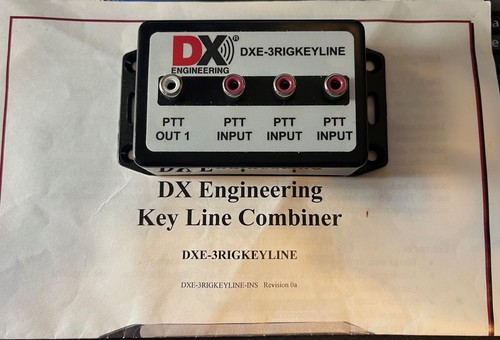 DX® DXE-3RIGKEYLINE
ENGINEERING
PTT PTT PTT PTT
OUT 1 INPUT INPUT INPUT
DX Engineering
Key Line Combiner
DXE-3RIGKEYLINE
DXE-3RIGKEYLINE-INS Revision 0a